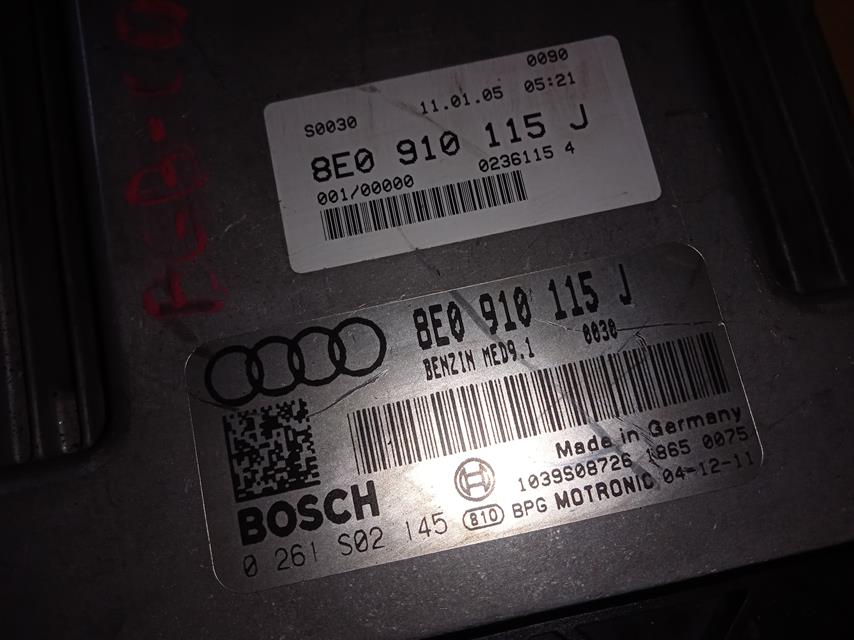 0090
S0030 11.01.05 05:21
8E0 910 115 J
001/00000 0236115 4
8E0 910 115 J
BENZIN MED9.1 0030
Made in Germany
1039S08726 1865 0075
BOSCH 810 BPG MOTRONIC 04-12-11
0 261 S02 145